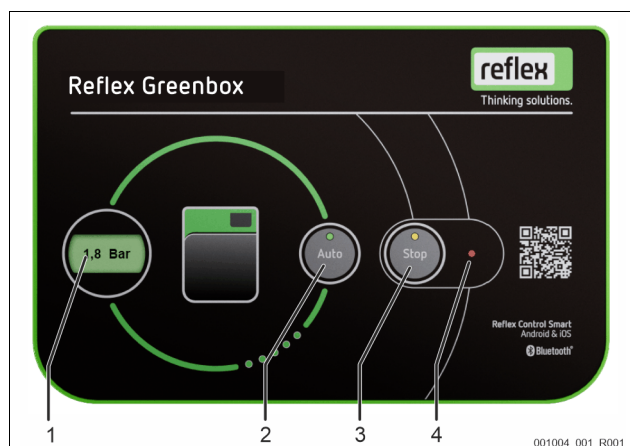 reflex
Thinking solutions.
Reflex Greenbox
1,8 Bar
Auto
Stop
Reflex Control Smart
Android & iOS
Bluetooth
1 2 3 4
001004_001_R001